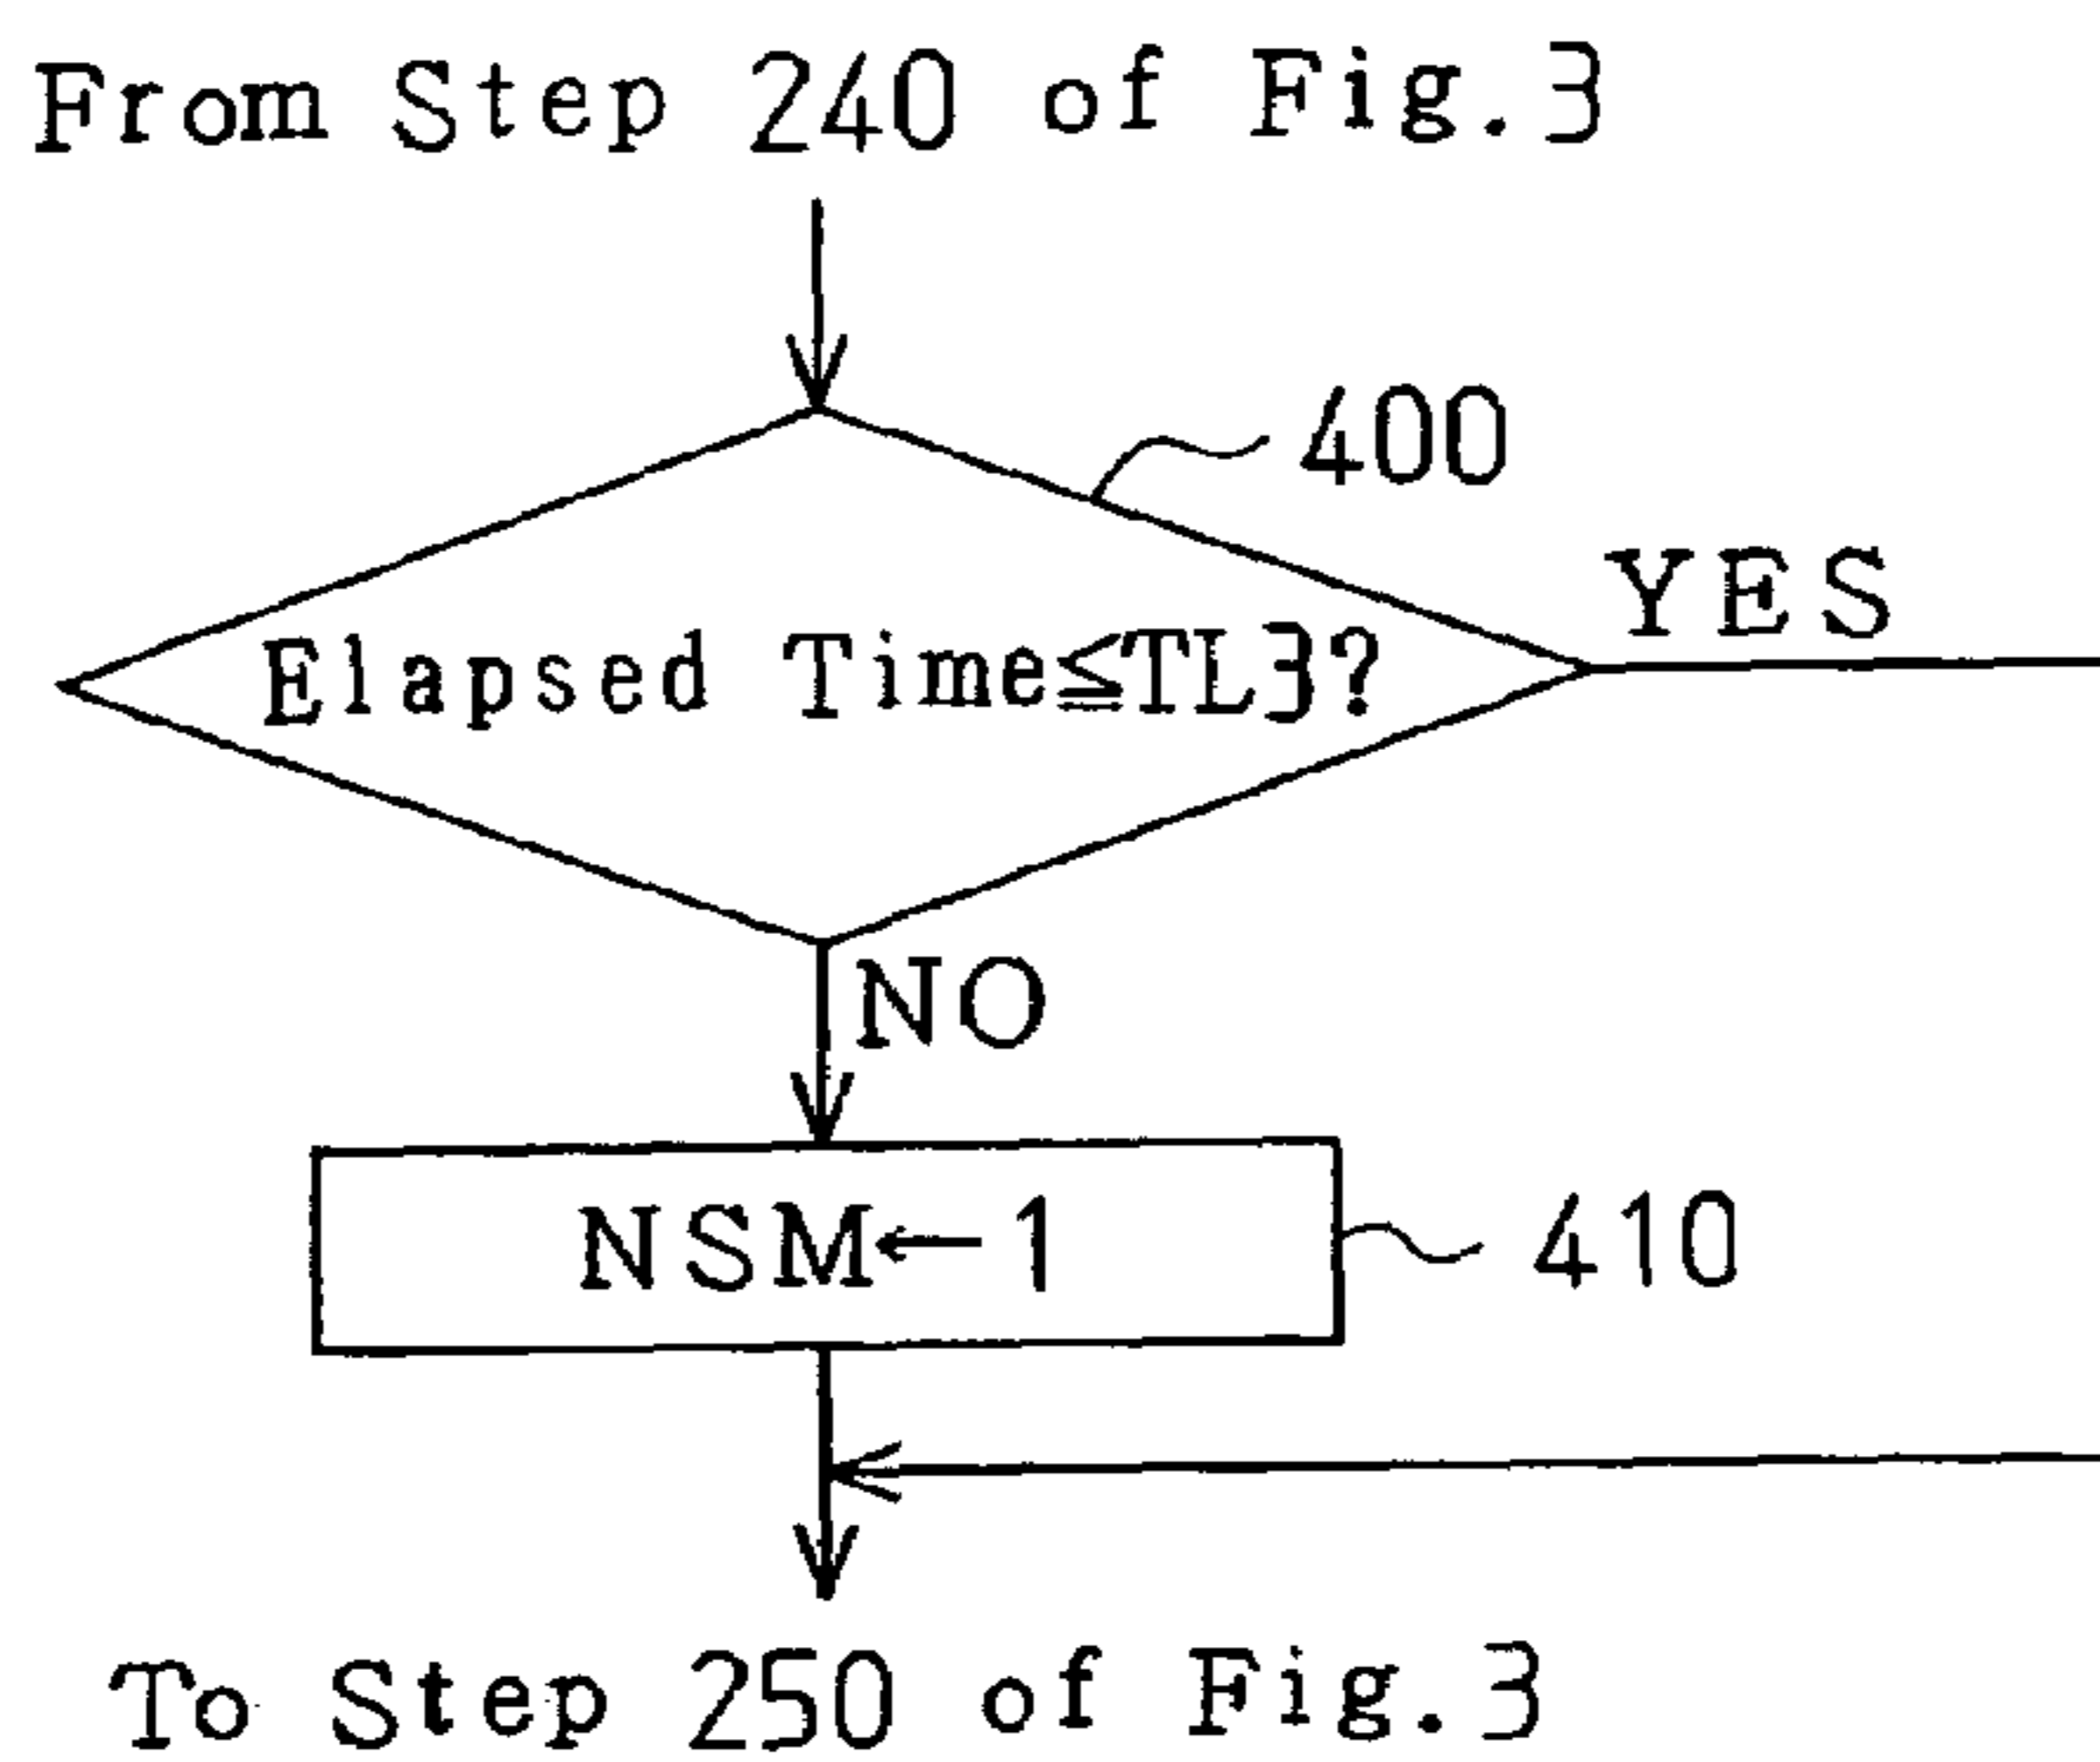 From Step 240 of Fig.3
400
YES
Elapsed Time≦TL3?
NO
NSM←1
410
To Step 250 of Fig.3